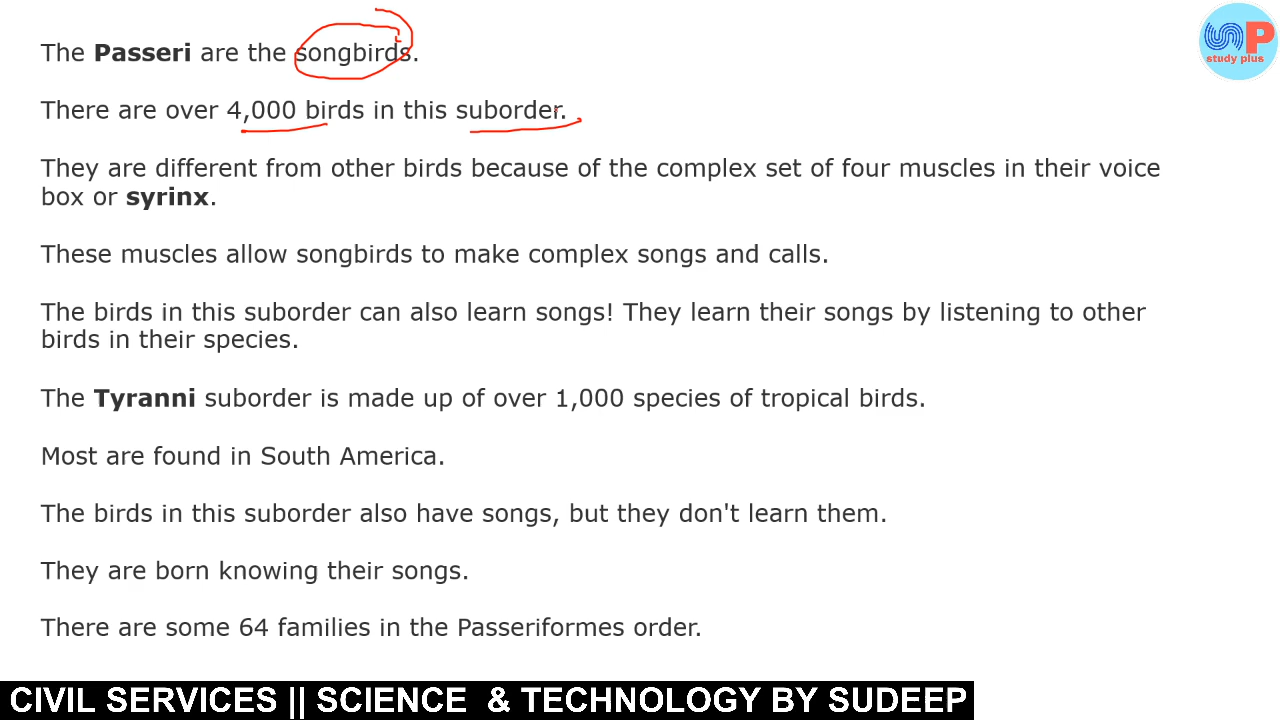 The Passeri are the songbirds.
There are over 4,000 birds in this suborder.
They are different from other birds because of the complex set of four muscles in their voice
box or syrinx.
These muscles allow songbirds to make complex songs and calls.
The birds in this suborder can also learn songs! They learn their songs by listening to other
birds in their species.
The Tyranni suborder is made up of over 1,000 species of tropical birds.
Most are found in South America.
The birds in this suborder also have songs, but they don't learn them.
They are born knowing their songs.
There are some 64 families in the Passeriformes order.
SP
study plus
CIVIL SERVICES || SCIENCE & TECHNOLOGY BY SUDEEP